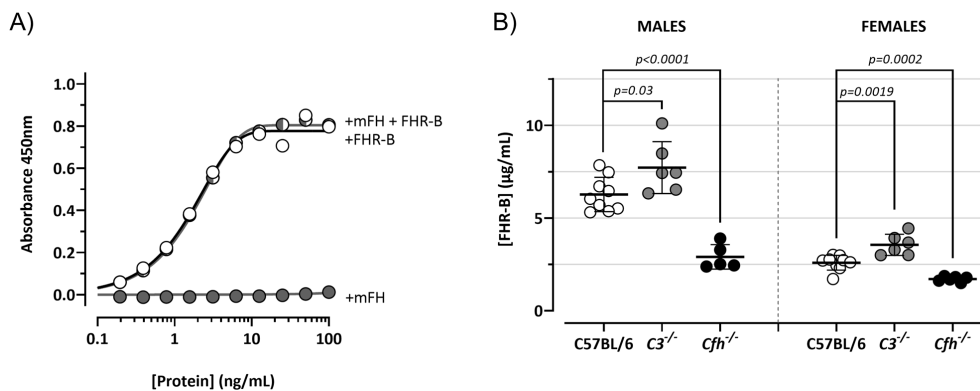 A)
Absorbance 450nm
1.0
0.8
0.6
0.4
0.2
0.0
0.1
1
10
100
[Protein] (ng/mL)
+mFH + FHR-B
+FHR-B
+mFH
B)
MALES
FEMALES
p<0.0001
p=0.03
p=0.0002
p=0.0019
[FHR-B] (µg/mL)
10
5
0
C57BL/6
C3⁻/⁻
Cfh⁻/⁻
C57BL/6
C3⁻/⁻
Cfh⁻/⁻